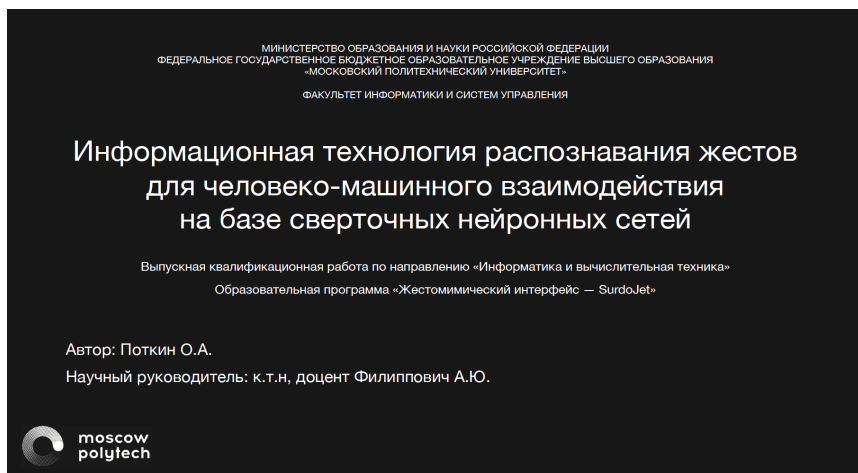 МИНИСТЕРСТВО ОБРАЗОВАНИЯ И НАУКИ РОССИЙСКОЙ ФЕДЕРАЦИИ
ФЕДЕРАЛЬНОЕ ГОСУДАРСТВЕННОЕ БЮДЖЕТНОЕ ОБРАЗОВАТЕЛЬНОЕ УЧРЕЖДЕНИЕ ВЫСШЕГО ОБРАЗОВАНИЯ
«МОСКОВСКИЙ ПОЛИТЕХНИЧЕСКИЙ УНИВЕРСИТЕТ»
ФАКУЛЬТЕТ ИНФОРМАТИКИ И СИСТЕМ УПРАВЛЕНИЯ
Информационная технология распознавания жестов
для человеко-машинного взаимодействия
на базе сверточных нейронных сетей
Выпускная квалификационная работа по направлению «Информатика и вычислительная техника»
Образовательная программа «Жестомимический интерфейс — SurdoJet»
Автор: Поткин О.А.
Научный руководитель: к.т.н, доцент Филиппович А.Ю.
moscow
polytech